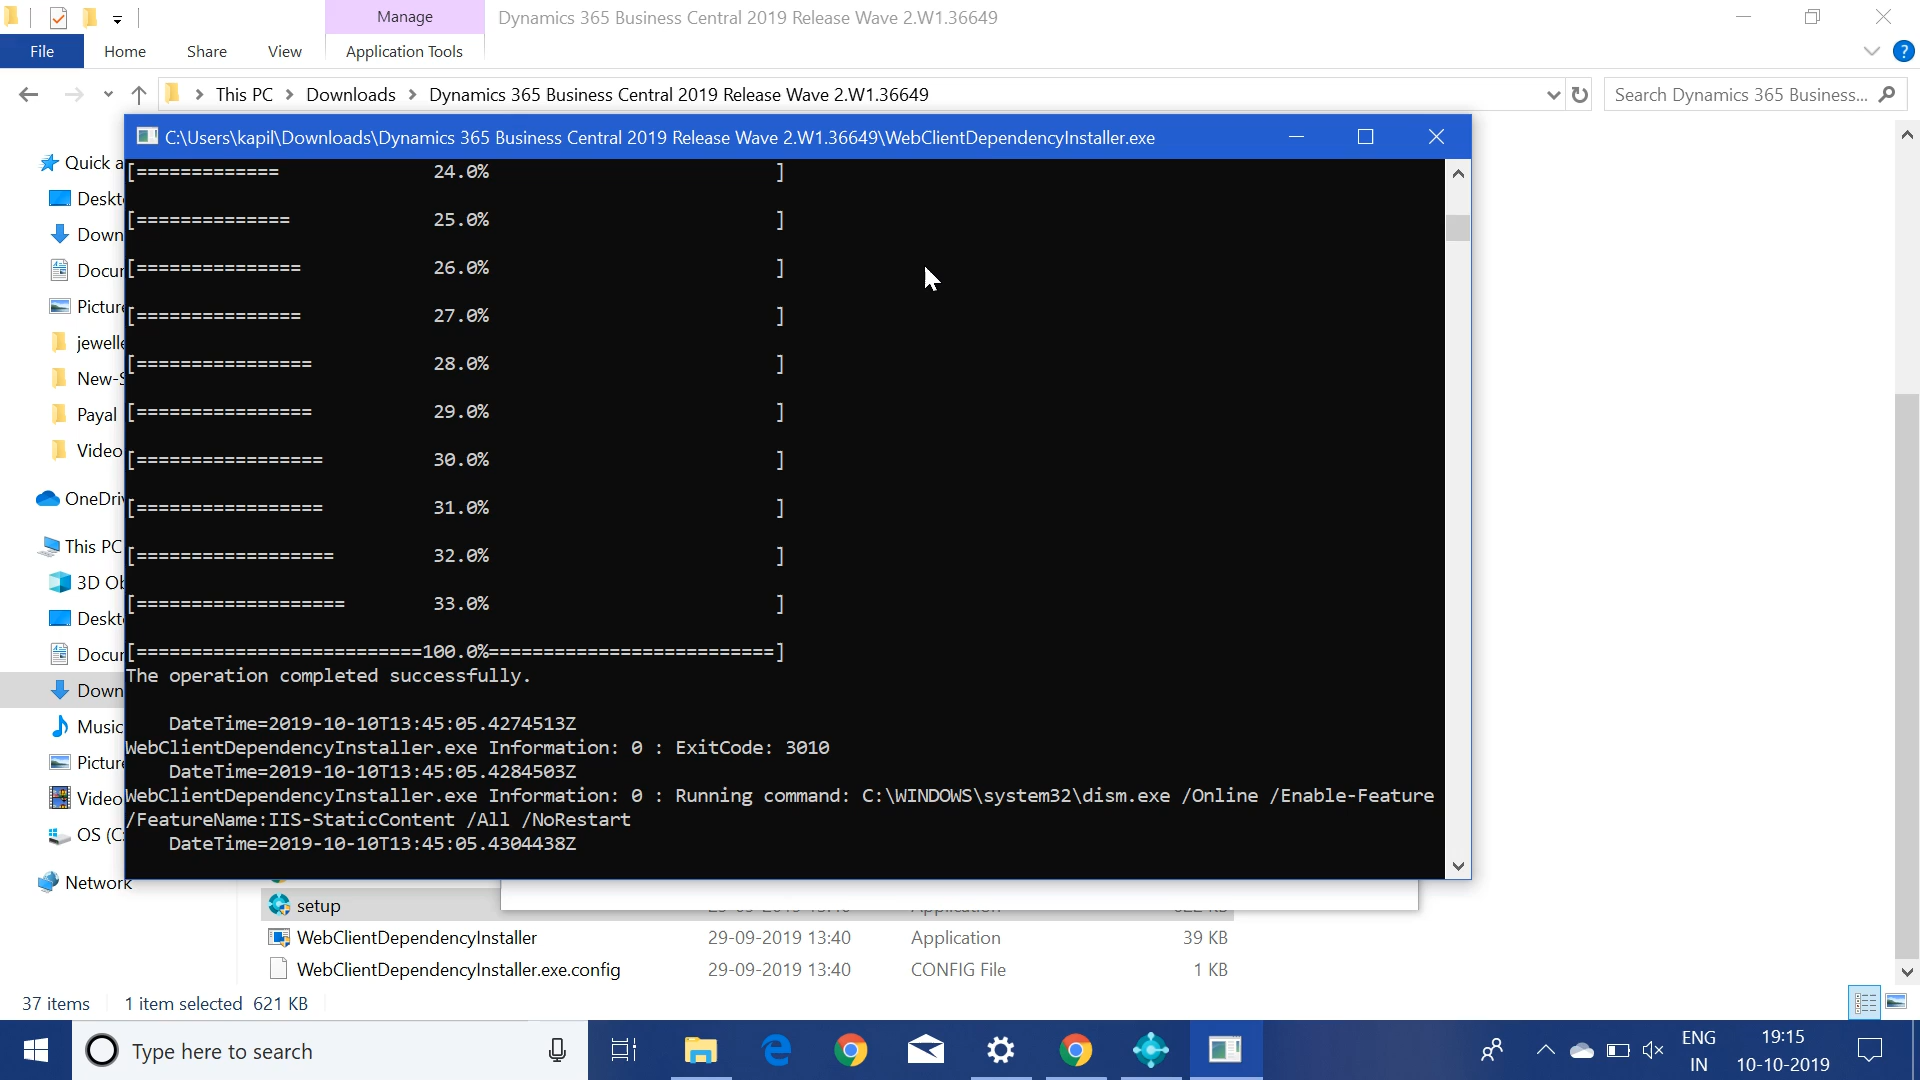 Manage
Dynamics 365 Business Central 2019 Release Wave 2.W1.36649
File
Home
Share
View
Application Tools
This PC
Downloads
Dynamics 365 Business Central 2019 Release Wave 2.W1.36649
Search Dynamics 365 Business...
C:\Users\kapil\Downloads\Dynamics 365 Business Central 2019 Release Wave 2.W1.36649\WebClientDependencyInstaller.exe
Quick a
Deskt
Down
Docur
Picture
jewelle
New-S
Payal
Video
OneDriv
This PC
3D Ob
Deskt
Docur
Down
Music
Picture
Video
OS (C:
Network
[============= 24.0% ]
[============== 25.0% ]
[=============== 26.0% ]
[=============== 27.0% ]
[================ 28.0% ]
[================ 29.0% ]
[================= 30.0% ]
[================= 31.0% ]
[================== 32.0% ]
[=================== 33.0% ]
[==========================100.0%==========================]
The operation completed successfully.
DateTime=2019-10-10T13:45:05.4274513Z
WebClientDependencyInstaller.exe Information: 0 : ExitCode: 3010
DateTime=2019-10-10T13:45:05.4284503Z
WebClientDependencyInstaller.exe Information: 0 : Running command: C:\WINDOWS\system32\dism.exe /Online /Enable-Feature
/FeatureName:IIS-StaticContent /All /NoRestart
DateTime=2019-10-10T13:45:05.4304438Z
setup
WebClientDependencyInstaller 29-09-2019 13:40 Application 39 KB
WebClientDependencyInstaller.exe.config 29-09-2019 13:40 CONFIG File 1 KB
37 items
1 item selected 621 KB
Type here to search
ENG
IN
19:15
10-10-2019